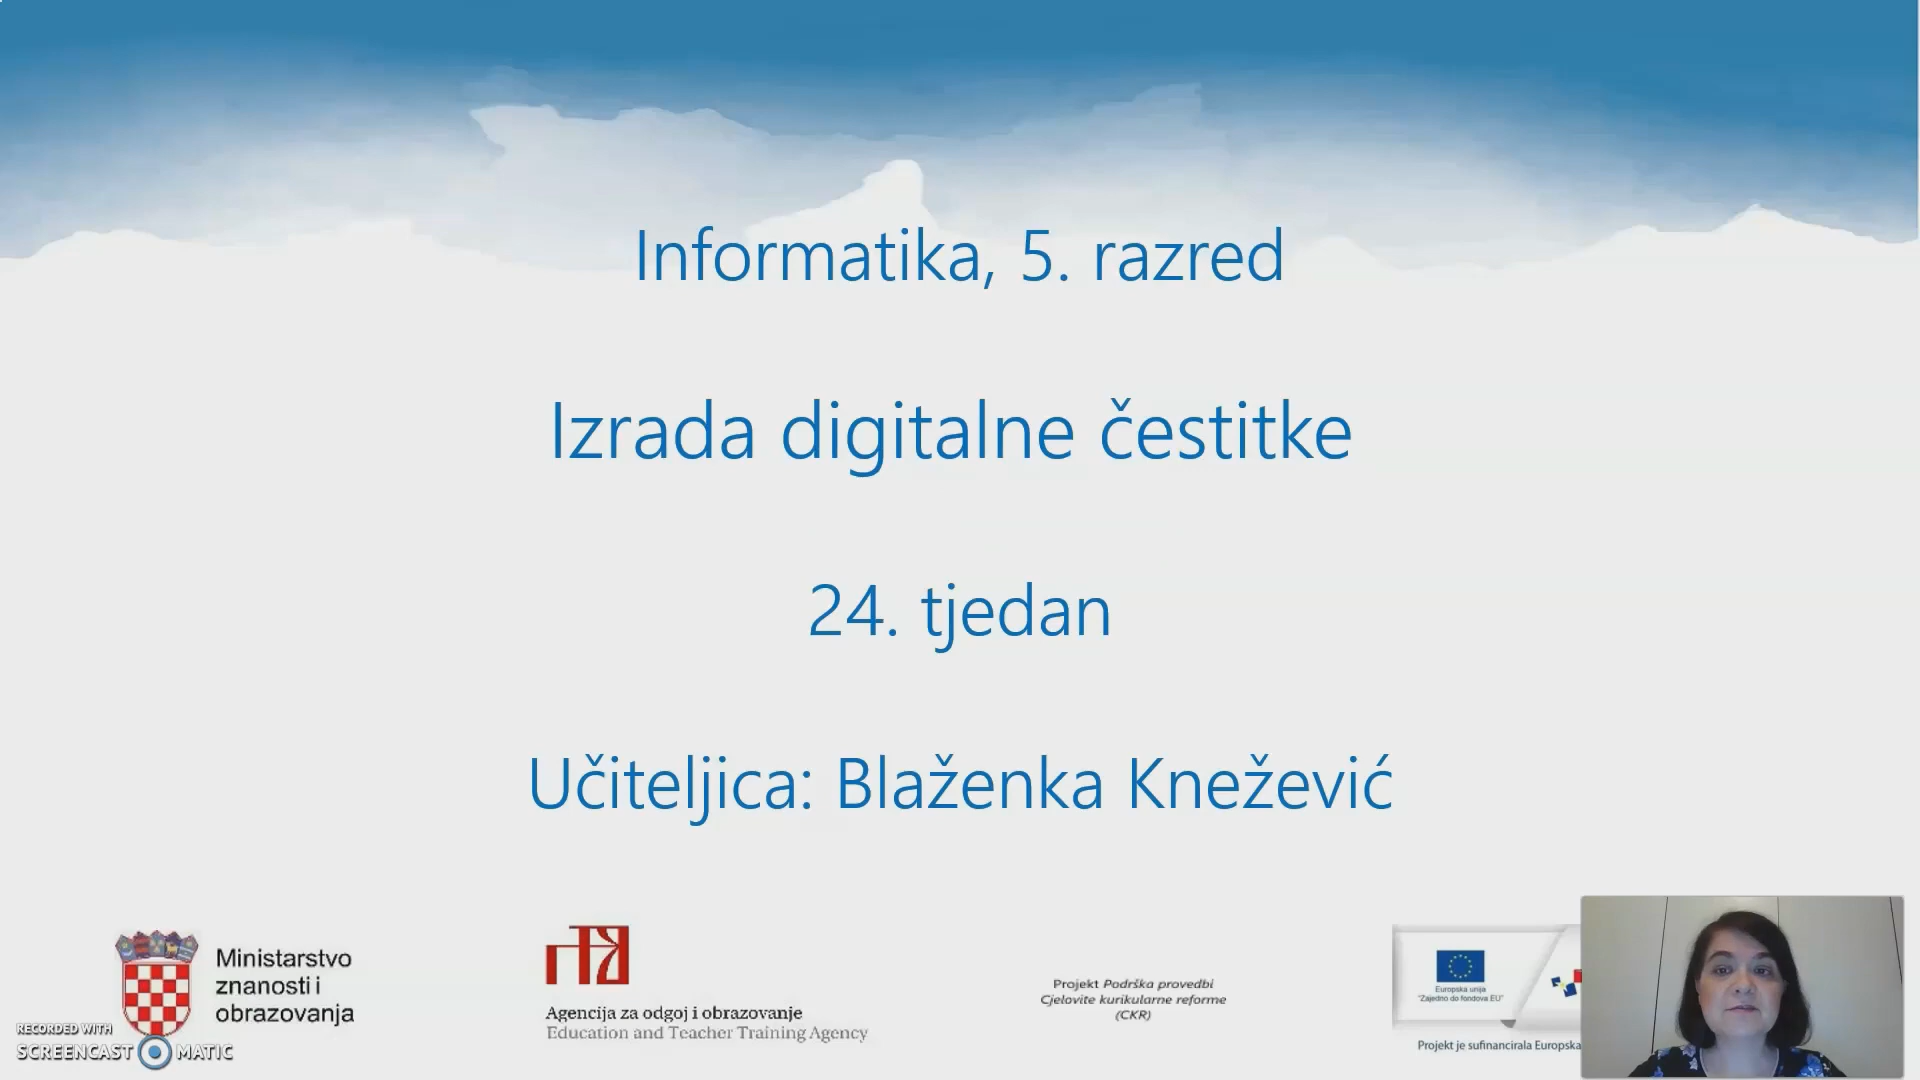 Informatika, 5. razred
Izrada digitalne čestitke
24. tjedan
Učiteljica: Blaženka Knežević
Ministarstvo
znanosti i
obrazovanja
Agencija za odgoj i obrazovanje
Education and Teacher Training Agency
Projekt Podrška provedbi
Cjelovite kurikularne reforme
(CKR)
Europska unija
"Zajedno do fondova EU"
Projekt je sufinancirala Europska
RECORDED WITH
SCREENCAST MATIC